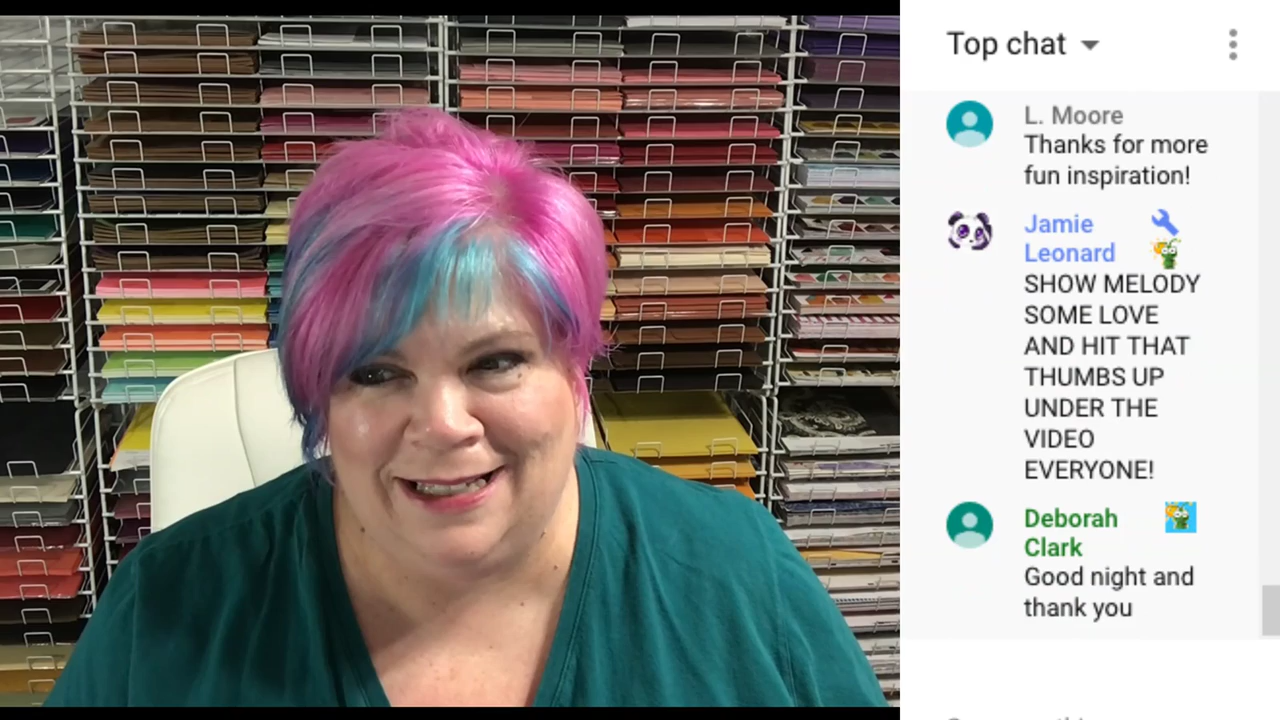 Top chat
L. Moore
Thanks for more
fun inspiration!
Jamie
Leonard
SHOW MELODY
SOME LOVE
AND HIT THAT
THUMBS UP
UNDER THE
VIDEO
EVERYONE!
Deborah
Clark
Good night and
thank you